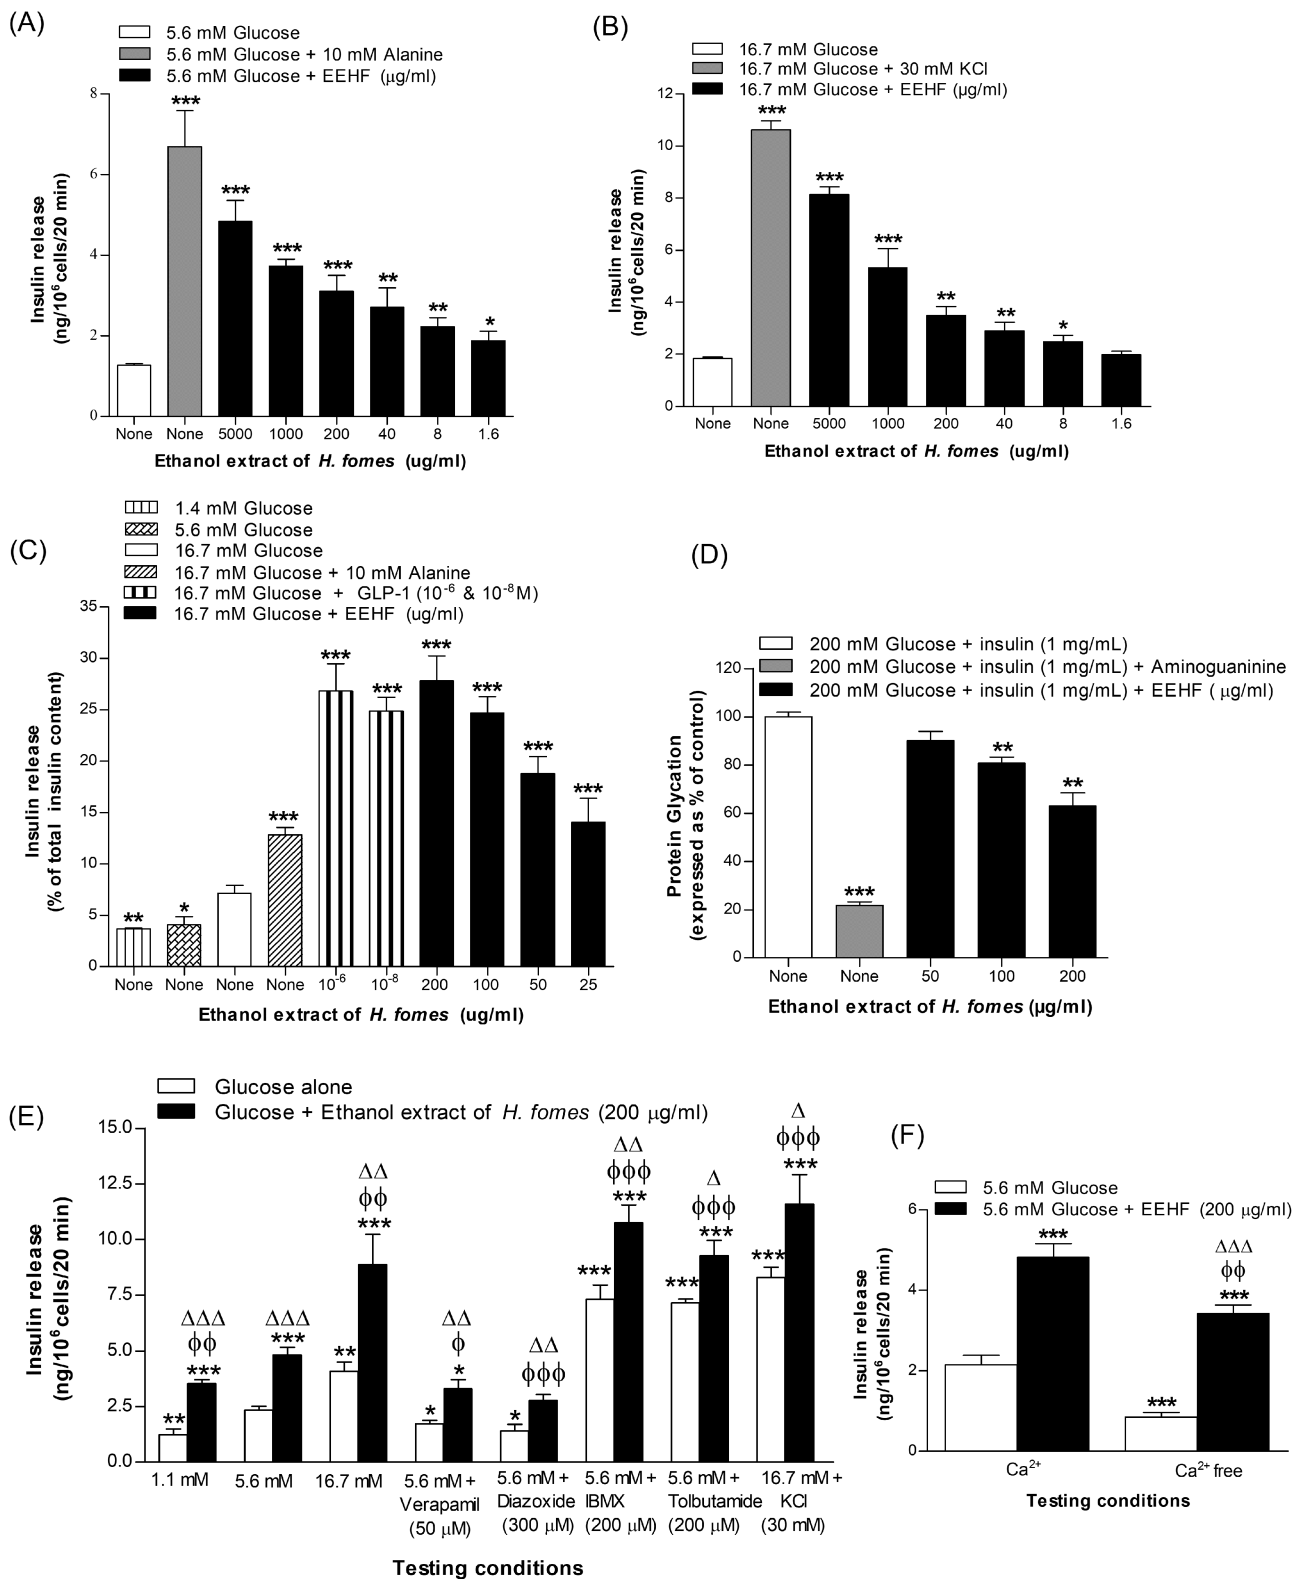 (A)
5.6 mM Glucose
5.6 mM Glucose + 10 mM Alanine
5.6 mM Glucose + EEHF (μg/ml)
Insulin release
(ng/10⁶cells/20 min)
8
6
4
2
0
*** *** *** *** ** ** *
None None 5000 1000 200 40 8 1.6
Ethanol extract of H. fomes (ug/ml)
(B)
16.7 mM Glucose
16.7 mM Glucose + 30 mM KCl
16.7 mM Glucose + EEHF (μg/ml)
Insulin release
(ng/10⁶cells/20 min)
12
10
8
6
4
2
0
*** *** *** ** ** *
None None 5000 1000 200 40 8 1.6
Ethanol extract of H. fomes (ug/ml)
(C)
1.4 mM Glucose
5.6 mM Glucose
16.7 mM Glucose
16.7 mM Glucose + 10 mM Alanine
16.7 mM Glucose + GLP-1 (10⁻⁶ & 10⁻⁸M)
16.7 mM Glucose + EEHF (ug/ml)
Insulin release
(% of total insulin content)
35
30
25
20
15
10
5
0
** * *** *** *** *** *** *** ***
None None None None 10⁻⁶ 10⁻⁸ 200 100 50 25
Ethanol extract of H. fomes (ug/ml)
(D)
200 mM Glucose + insulin (1 mg/mL)
200 mM Glucose + insulin (1 mg/mL) + Aminoguaninine
200 mM Glucose + insulin (1 mg/mL) + EEHF ( μg/ml)
Protein Glycation
(expressed as % of control)
120
100
80
60
40
20
0
*** ** **
None None 50 100 200
Ethanol extract of H. fomes (μg/ml)
(E)
Glucose alone
Glucose + Ethanol extract of H. fomes (200 μg/ml)
Insulin release
(ng/10⁶cells/20 min)
15.0
12.5
10.0
7.5
5.0
2.5
0.0
ΔΔΔ ΔΔΔ ΔΔ ΔΔ ΔΔ ΔΔ Δ Δ
ϕϕ ϕϕ ϕ ϕϕϕ ϕϕϕ ϕϕϕ ϕϕϕ
** *** *** ** *** * * * *** *** *** *** *** ***
1.1 mM 5.6 mM 16.7 mM 5.6 mM + 5.6 mM + 5.6 mM + 5.6 mM + 16.7 mM +
Verapamil Diazoxide IBMX Tolbutamide KCl
(50 μM) (300 μM) (200 μM) (200 μM) (30 mM)
Testing conditions
(F)
5.6 mM Glucose
5.6 mM Glucose + EEHF (200 μg/ml)
Insulin release
(ng/10⁶cells/20 min)
6
4
2
0
ΔΔΔ
ϕϕ
*** *** ***
Ca²⁺ Ca²⁺ free
Testing conditions